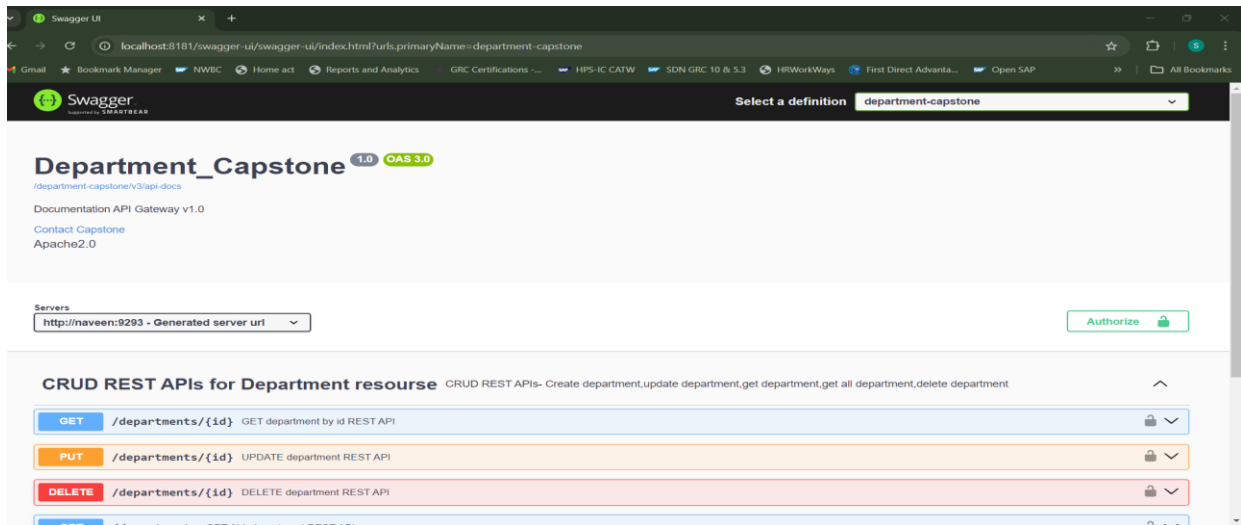 Swagger UI
localhost:8181/swagger-ui/swagger-ui/index.html?urls.primaryName=department-capstone
Gmail Bookmark Manager NWBC Home act Reports and Analytics GRC Certifications -... HPS-IC CATW SDN GRC 10 & 5.3 HRWorkWays First Direct Advanta... Open SAP » All Bookmarks
Swagger. Select a definition department-capstone
Supported by SMARTBEAR
Department_Capstone 1.0 OAS 3.0
/department-capstone/v3/api-docs
Documentation API Gateway v1.0
Contact Capstone
Apache2.0
Servers
http://naveen:9293 - Generated server url Authorize
CRUD REST APIs for Department resourse CRUD REST APIs- Create department,update department,get department,get all department,delete department
GET /departments/{id} GET department by id REST API
PUT /departments/{id} UPDATE department REST API
DELETE /departments/{id} DELETE department REST API